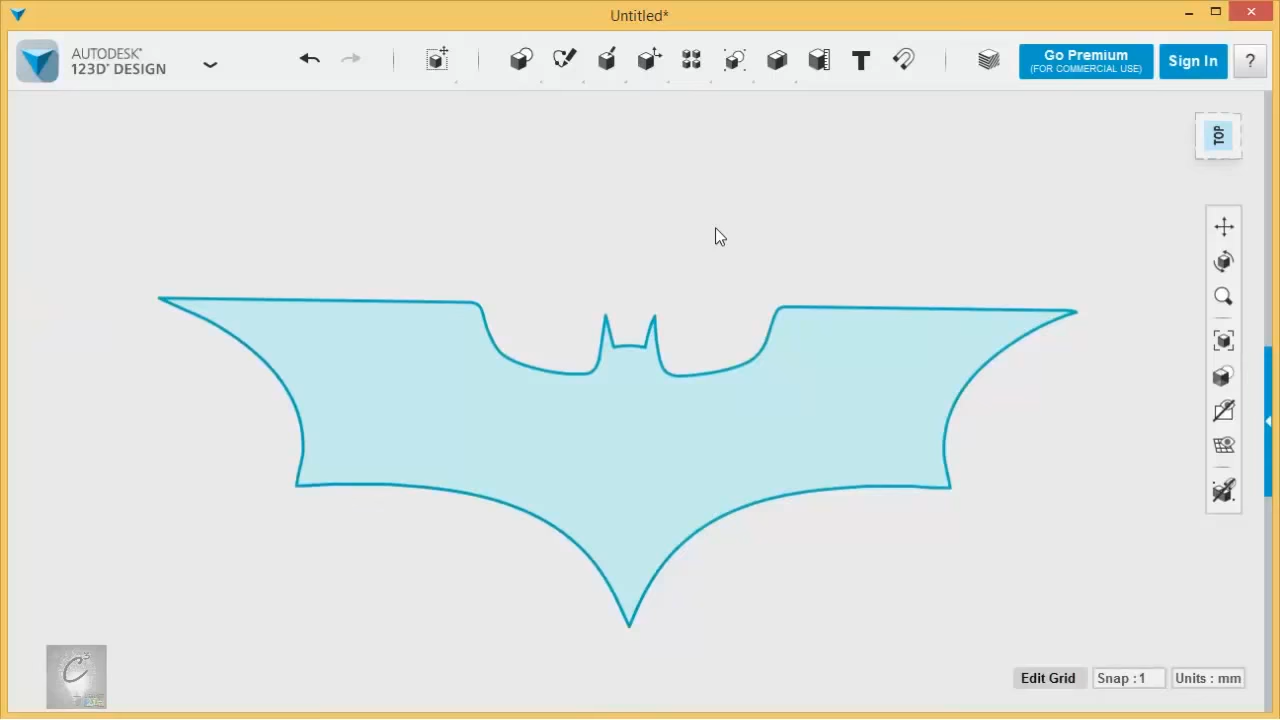 Untitled*
AUTODESK®
123D® DESIGN
Go Premium
(FOR COMMERCIAL USE)
Sign In
?
TOP
Edit Grid
Snap : 1
Units : mm